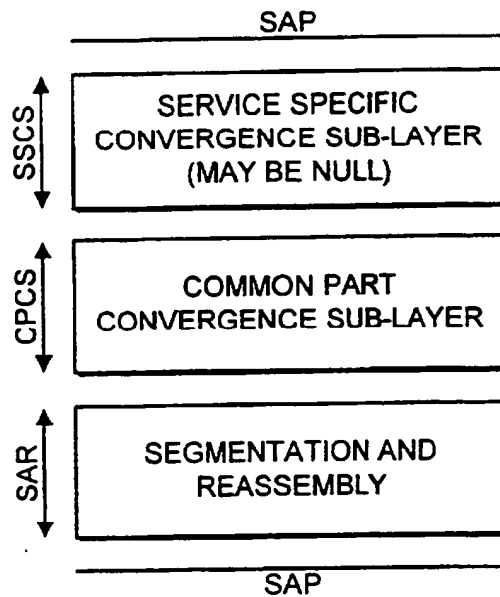 SAP
SSCS
SERVICE SPECIFIC
CONVERGENCE SUB-LAYER
(MAY BE NULL)
CPCS
COMMON PART
CONVERGENCE SUB-LAYER
SAR
SEGMENTATION AND
REASSEMBLY
SAP